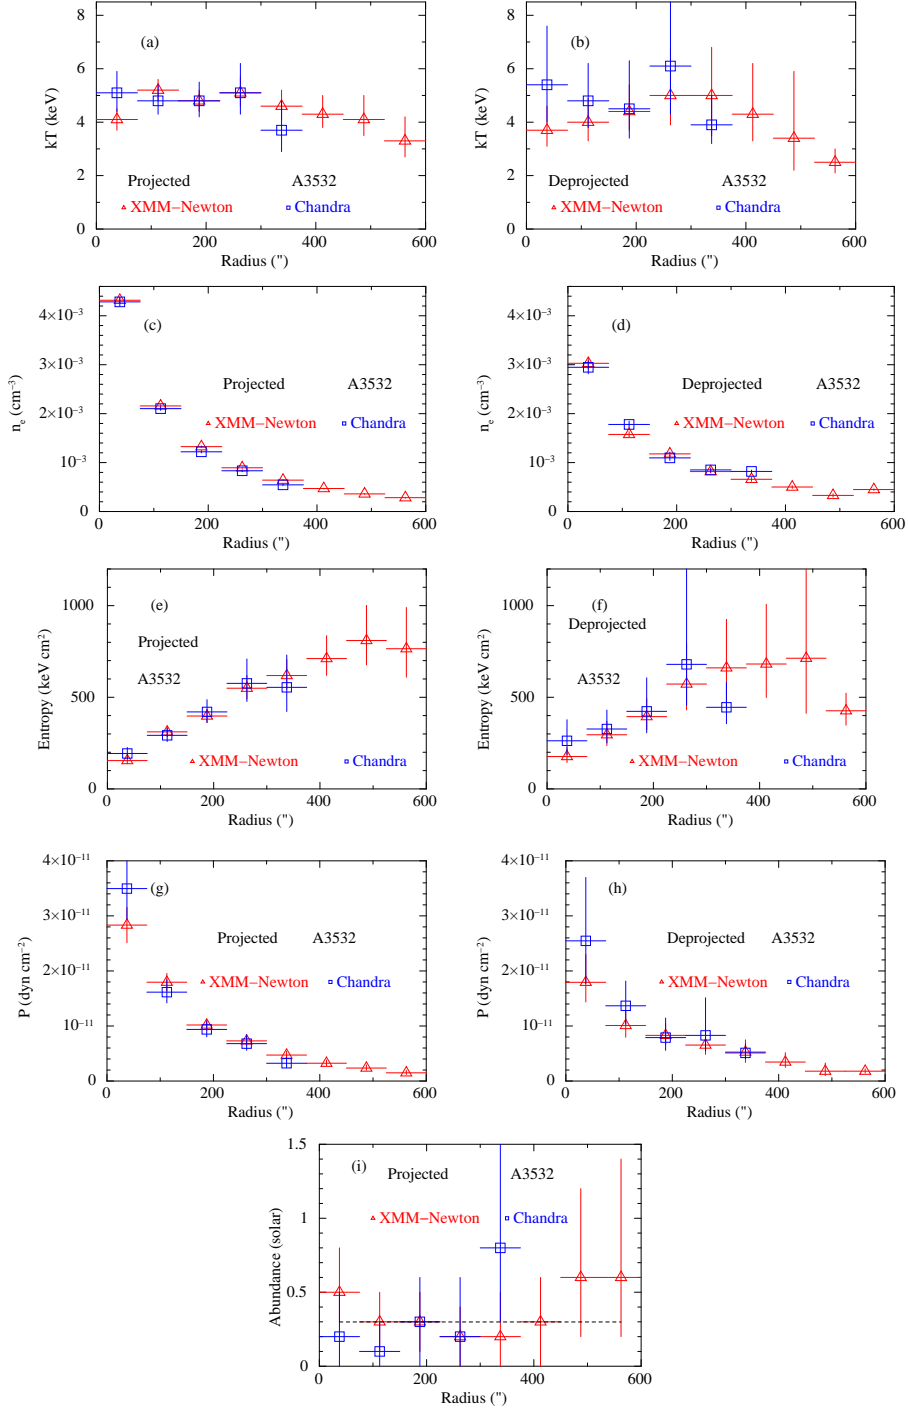 8
(a)
6
kT (keV)
4
Projected A3532
2
XMM−Newton Chandra
0
0 200 400 600
Radius (")
8
(b)
6
kT (keV)
4
Deprojected A3532
2
XMM−Newton Chandra
0
0 200 400 600
Radius (")
4×10⁻³
(c)
3×10⁻³
Projected A3532
nₑ (cm⁻³)
2×10⁻³
XMM−Newton Chandra
10⁻³
0
0 200 400 600
Radius (")
4×10⁻³
(d)
3×10⁻³
Deprojected A3532
nₑ (cm⁻³)
2×10⁻³
XMM−Newton Chandra
10⁻³
0
0 200 400 600
Radius (")
1000
(e)
Projected
Entropy (keV cm²)
A3532
500
XMM−Newton Chandra
0
0 200 400 600
Radius (")
1000
(f)
Deprojected
Entropy (keV cm²)
A3532
500
XMM−Newton Chandra
0
0 200 400 600
Radius (")
4×10⁻¹¹
(g)
3×10⁻¹¹
Projected A3532
P (dyn cm⁻²)
2×10⁻¹¹
XMM−Newton Chandra
10⁻¹¹
0
0 200 400 600
Radius (")
4×10⁻¹¹
(h)
3×10⁻¹¹
Deprojected A3532
P (dyn cm⁻²)
2×10⁻¹¹
XMM−Newton Chandra
10⁻¹¹
0
0 200 400 600
Radius (")
1.5
(i) Projected A3532
1
XMM−Newton Chandra
Abundance (solar)
0.5
0
0 200 400 600
Radius (")